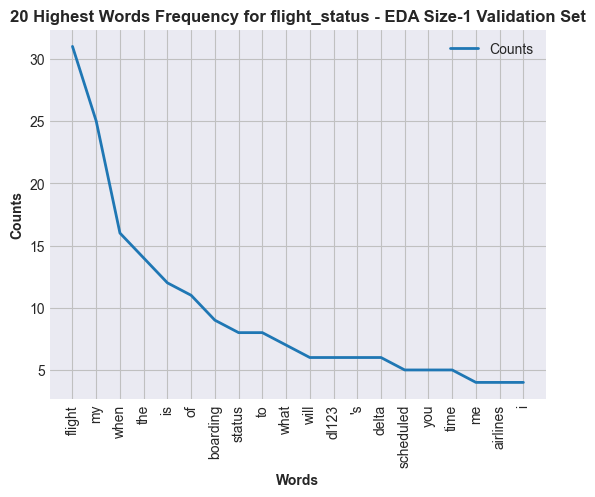 20 Highest Words Frequency for flight_status - EDA Size-1 Validation Set
Counts
30
25
20
15
10
5
Counts
flight
my
when
the
is
of
boarding
status
to
what
will
dl123
's
delta
scheduled
you
time
me
airlines
i
Words